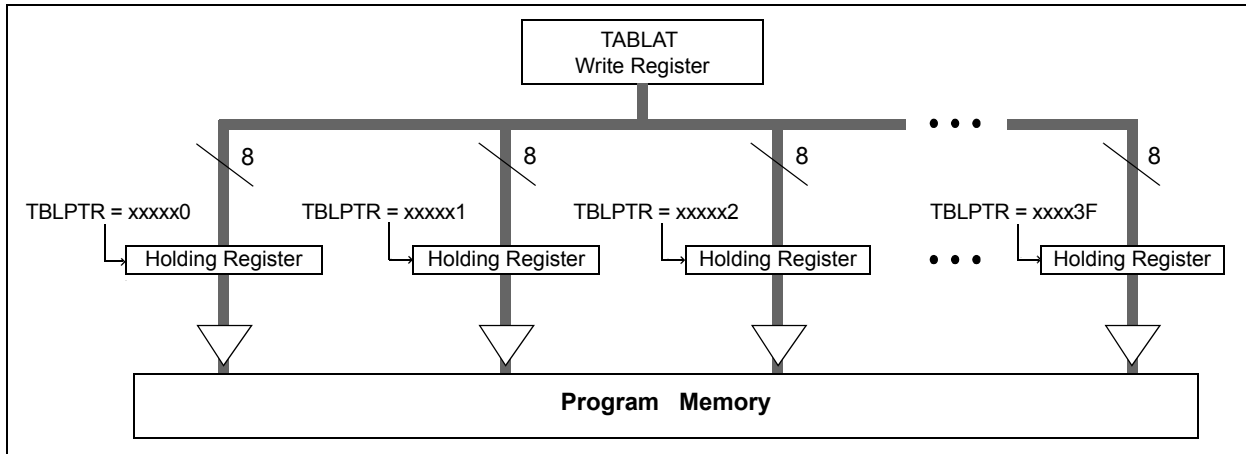 TABLAT
Write Register
• • •
8
8
8
8
TBLPTR = xxxxx0
TBLPTR = xxxxx1
TBLPTR = xxxxx2
TBLPTR = xxxx3F
Holding Register
Holding Register
Holding Register
• • •
Holding Register
Program Memory